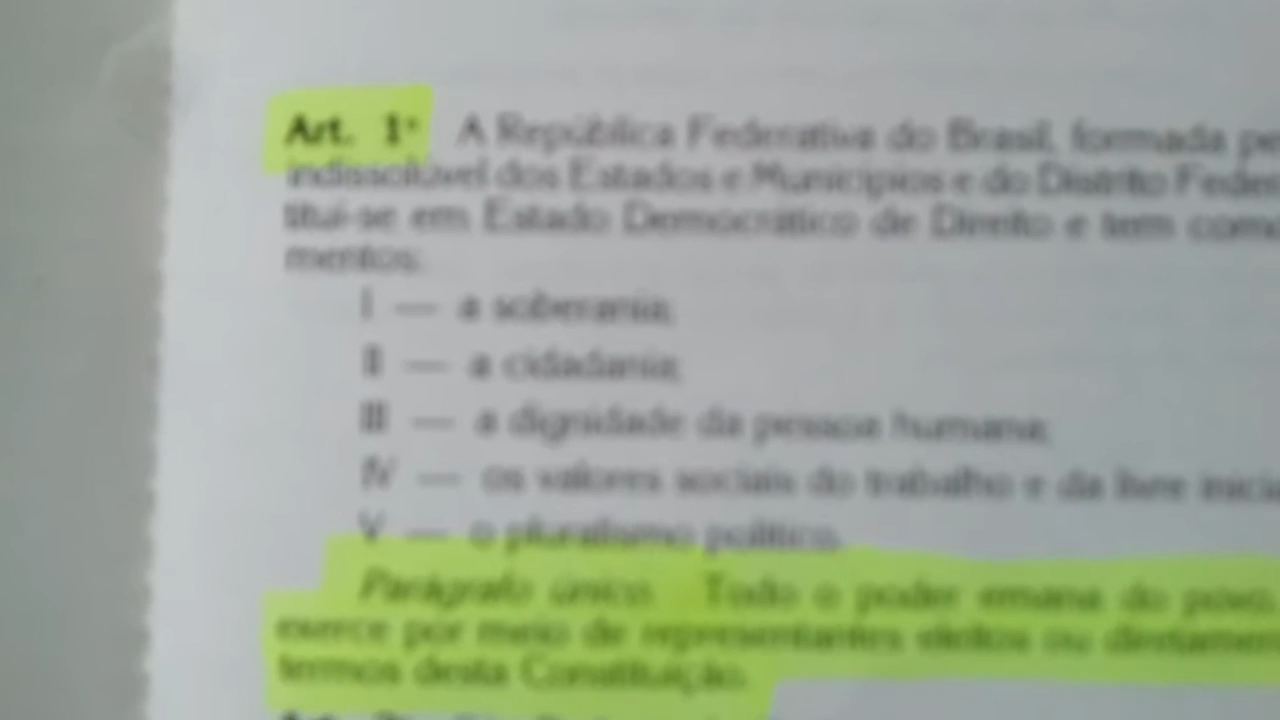 Art. 1º A República Federativa do Brasil, formada pe
indissolúvel dos Estados e Municípios e do Distrito Feder
titui-se em Estado Democrático de Direito e tem como
mentos:
I — a soberania;
II — a cidadania;
III — a dignidade da pessoa humana;
IV — os valores sociais do trabalho e da livre inicia
V — o pluralismo político.
Parágrafo único. Todo o poder emana do povo,
exerce por meio de representantes eleitos ou diretamen
termos desta Constituição.